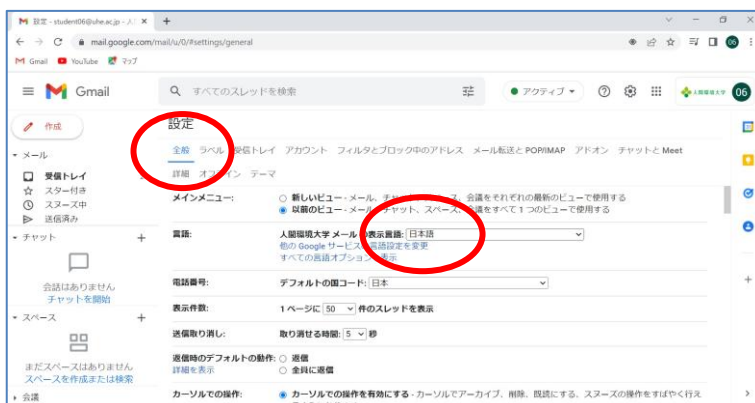 設定 - student06@uhe.ac.jp - 人
mail.google.com/mail/u/0/#settings/general
Gmail YouTube マップ
Gmail すべてのスレッドを検索 アクティブ 人間環境大学 06
作成
メール
受信トレイ
スター付き
スヌーズ中
送信済み
チャット
会話はありません
チャットを開始
スペース
まだスペースはありません
スペースを作成または検索
会議
設定
全般 ラベル 受信トレイ アカウント フィルタとブロック中のアドレス メール転送と POP/IMAP アドオン チャットと Meet
詳細 オフライン テーマ
メインメニュー: 新しいビュー - メール、チャット、スペース、会議をそれぞれの最新のビューで使用する
以前のビュー - メール、チャット、スペース、会議をすべて 1 つのビューで使用する
言語: 人間環境大学 メール の表示言語: 日本語
他の Google サービスの言語設定を変更
すべての言語オプションを表示
電話番号: デフォルトの国コード: 日本
表示件数: 1 ページに 50 件のスレッドを表示
送信取り消し: 取り消せる時間: 5 秒
返信時のデフォルトの動作: 返信
詳細を表示 全員に返信
カーソルでの操作: カーソルでの操作を有効にする - カーソルでアーカイブ、削除、既読にする、スヌーズの操作をすばやく行え